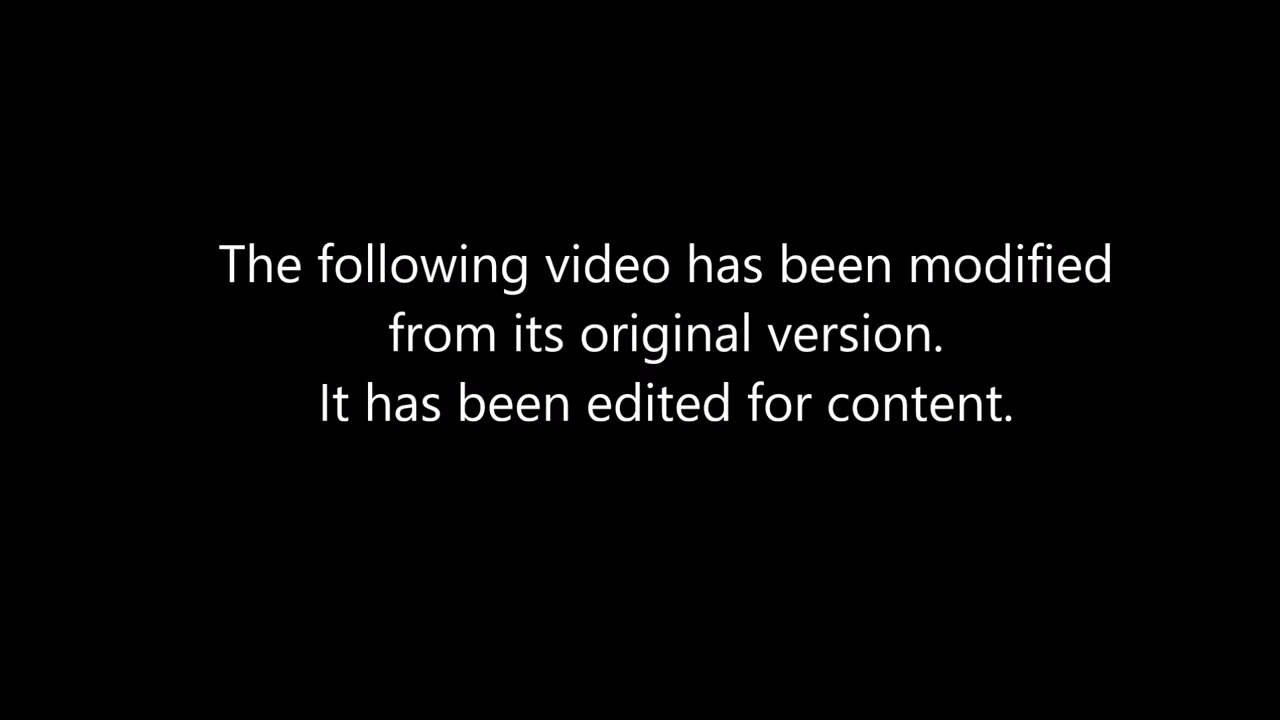 The following video has been modified
from its original version.
It has been edited for content.